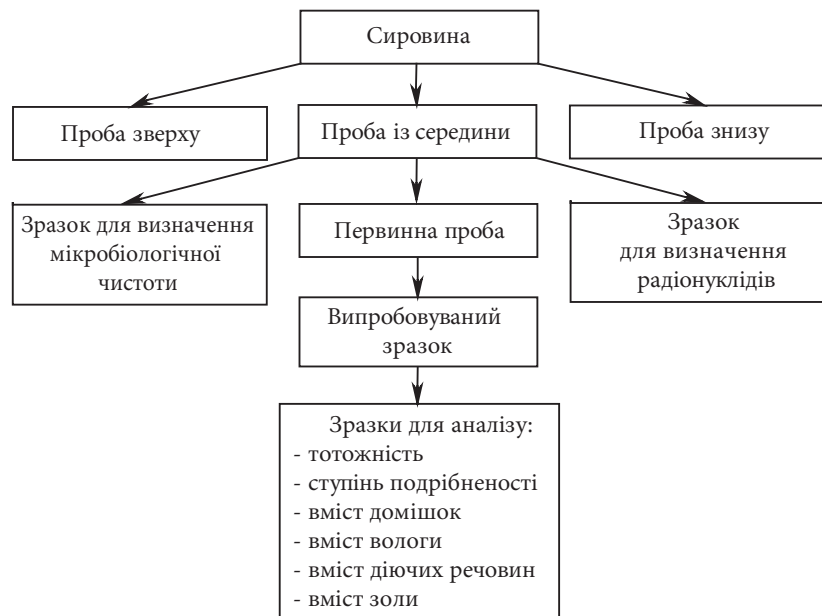 Сировина
Проба зверху
Проба із середини
Проба знизу
Зразок для визначення
мікробіологічної
чистоти
Первинна проба
Зразок
для визначення
радіонуклідів
Випробовуваний
зразок
Зразки для аналізу:
- тотожність
- ступінь подрібненості
- вміст домішок
- вміст вологи
- вміст діючих речовин
- вміст золи